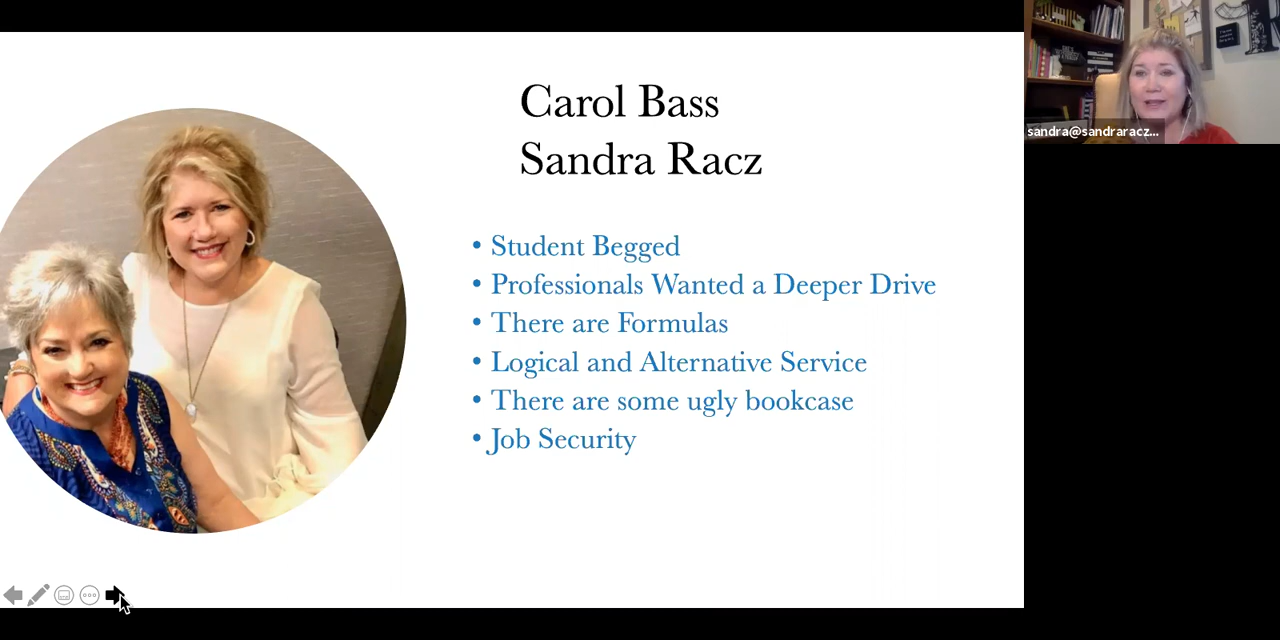 Carol Bass
Sandra Racz
• Student Begged
• Professionals Wanted a Deeper Drive
• There are Formulas
• Logical and Alternative Service
• There are some ugly bookcase
• Job Security
sandra@sandraracz...